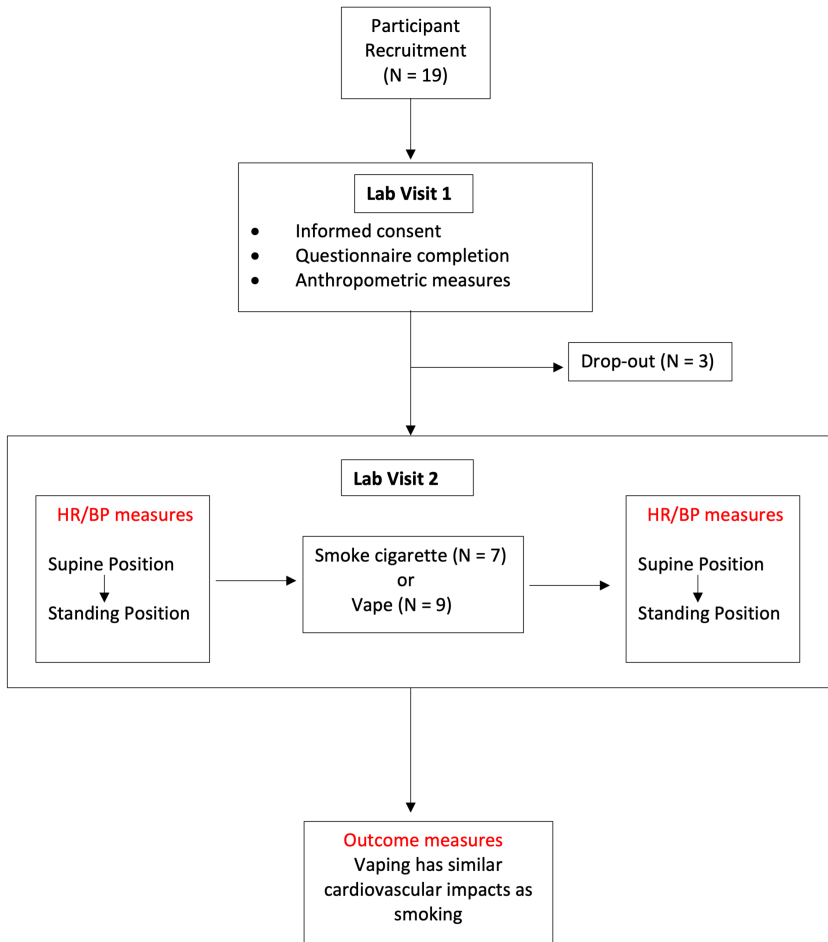 Participant
Recruitment
(N = 19)
Lab Visit 1
● Informed consent
● Questionnaire completion
● Anthropometric measures
Drop-out (N = 3)
Lab Visit 2
HR/BP measures
Supine Position
Standing Position
Smoke cigarette (N = 7)
or
Vape (N = 9)
HR/BP measures
Supine Position
Standing Position
Outcome measures
Vaping has similar
cardiovascular impacts as
smoking